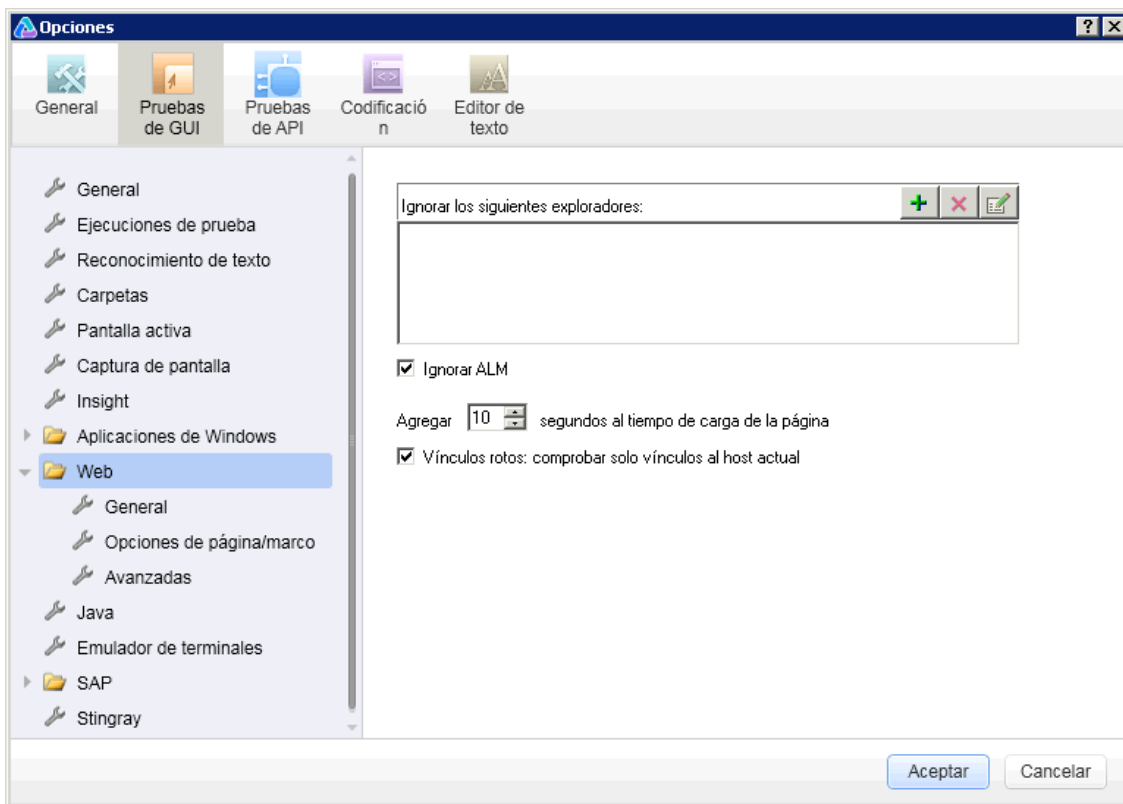 Opciones
General
Pruebas
de GUI
Pruebas
de API
Codificació
n
Editor de
texto
General
Ejecuciones de prueba
Reconocimiento de texto
Carpetas
Pantalla activa
Captura de pantalla
Insight
Aplicaciones de Windows
Web
General
Opciones de página/marco
Avanzadas
Java
Emulador de terminales
SAP
Stingray
Ignorar los siguientes exploradores:
Ignorar ALM
Agregar 10 segundos al tiempo de carga de la página
Vínculos rotos: comprobar solo vínculos al host actual
Aceptar
Cancelar